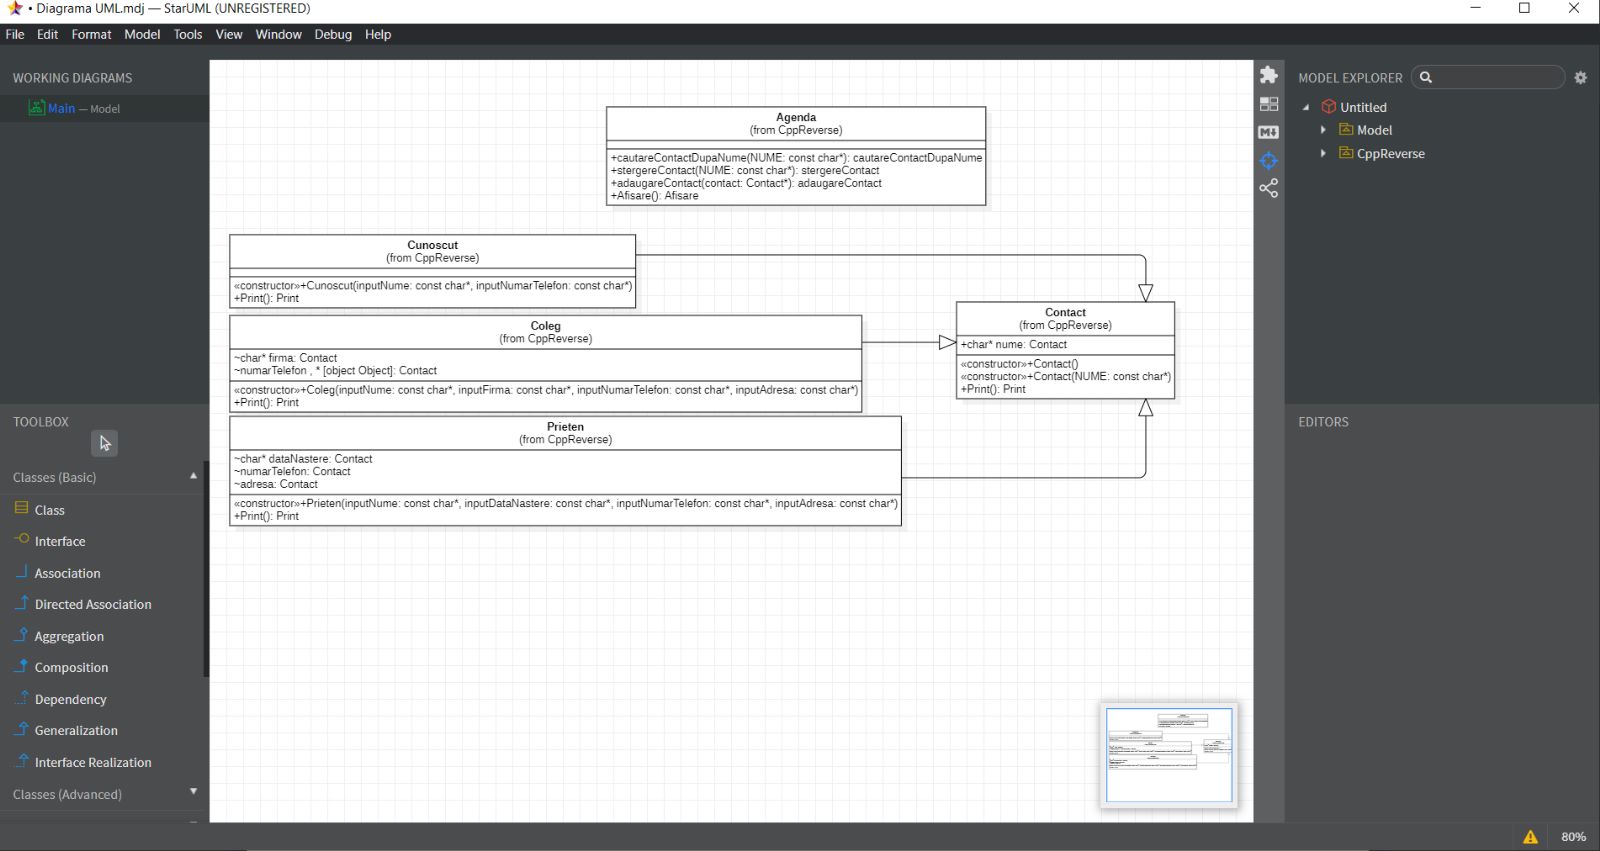 • Diagrama UML.mdj — StarUML (UNREGISTERED)
File Edit Format Model Tools View Window Debug Help
WORKING DIAGRAMS
Main — Model
TOOLBOX
Classes (Basic)
Class
Interface
Association
Directed Association
Aggregation
Composition
Dependency
Generalization
Interface Realization
Classes (Advanced)
Agenda
(from CppReverse)
+cautareContactDupaNume(NUME: const char*): cautareContactDupaNume
+stergereContact(NUME: const char*): stergereContact
+adaugareContact(contact: Contact*): adaugareContact
+Afisare(): Afisare
Cunoscut
(from CppReverse)
«constructor»+Cunoscut(inputNume: const char*, inputNumarTelefon: const char*)
+Print(): Print
Coleg
(from CppReverse)
~char* firma: Contact
~numarTelefon , * [object Object]: Contact
«constructor»+Coleg(inputNume: const char*, inputFirma: const char*, inputNumarTelefon: const char*, inputAdresa: const char*)
+Print(): Print
Prieten
(from CppReverse)
~char* dataNastere: Contact
~numarTelefon: Contact
~adresa: Contact
«constructor»+Prieten(inputNume: const char*, inputDataNastere: const char*, inputNumarTelefon: const char*, inputAdresa: const char*)
+Print(): Print
Contact
(from CppReverse)
+char* nume: Contact
«constructor»+Contact()
«constructor»+Contact(NUME: const char*)
+Print(): Print
M
MODEL EXPLORER
Untitled
Model
CppReverse
EDITORS
80%